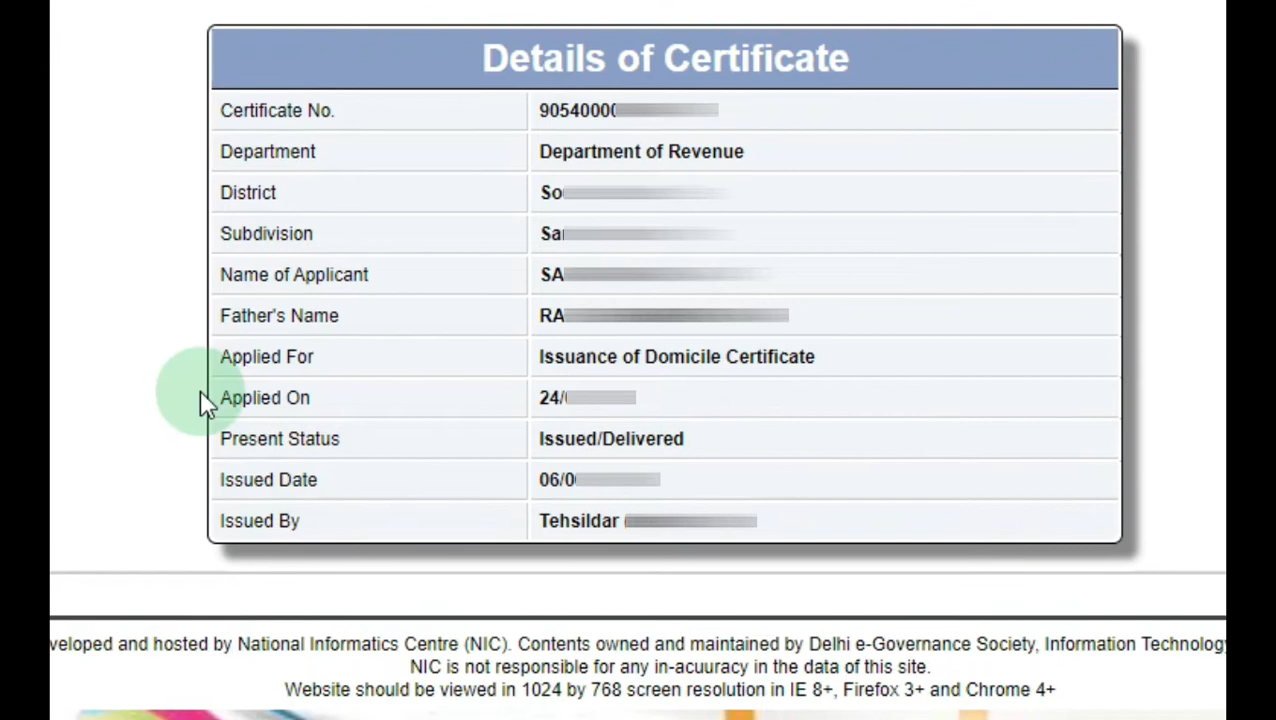 Details of Certificate
Certificate No. 9054000
Department Department of Revenue
District So
Subdivision Sa
Name of Applicant SA
Father's Name RA
Applied For Issuance of Domicile Certificate
Applied On 24/
Present Status Issued/Delivered
Issued Date 06/0
Issued By Tehsildar
veloped and hosted by National Informatics Centre (NIC). Contents owned and maintained by Delhi e-Governance Society, Information Technology
NIC is not responsible for any in-acuuracy in the data of this site.
Website should be viewed in 1024 by 768 screen resolution in IE 8+, Firefox 3+ and Chrome 4+